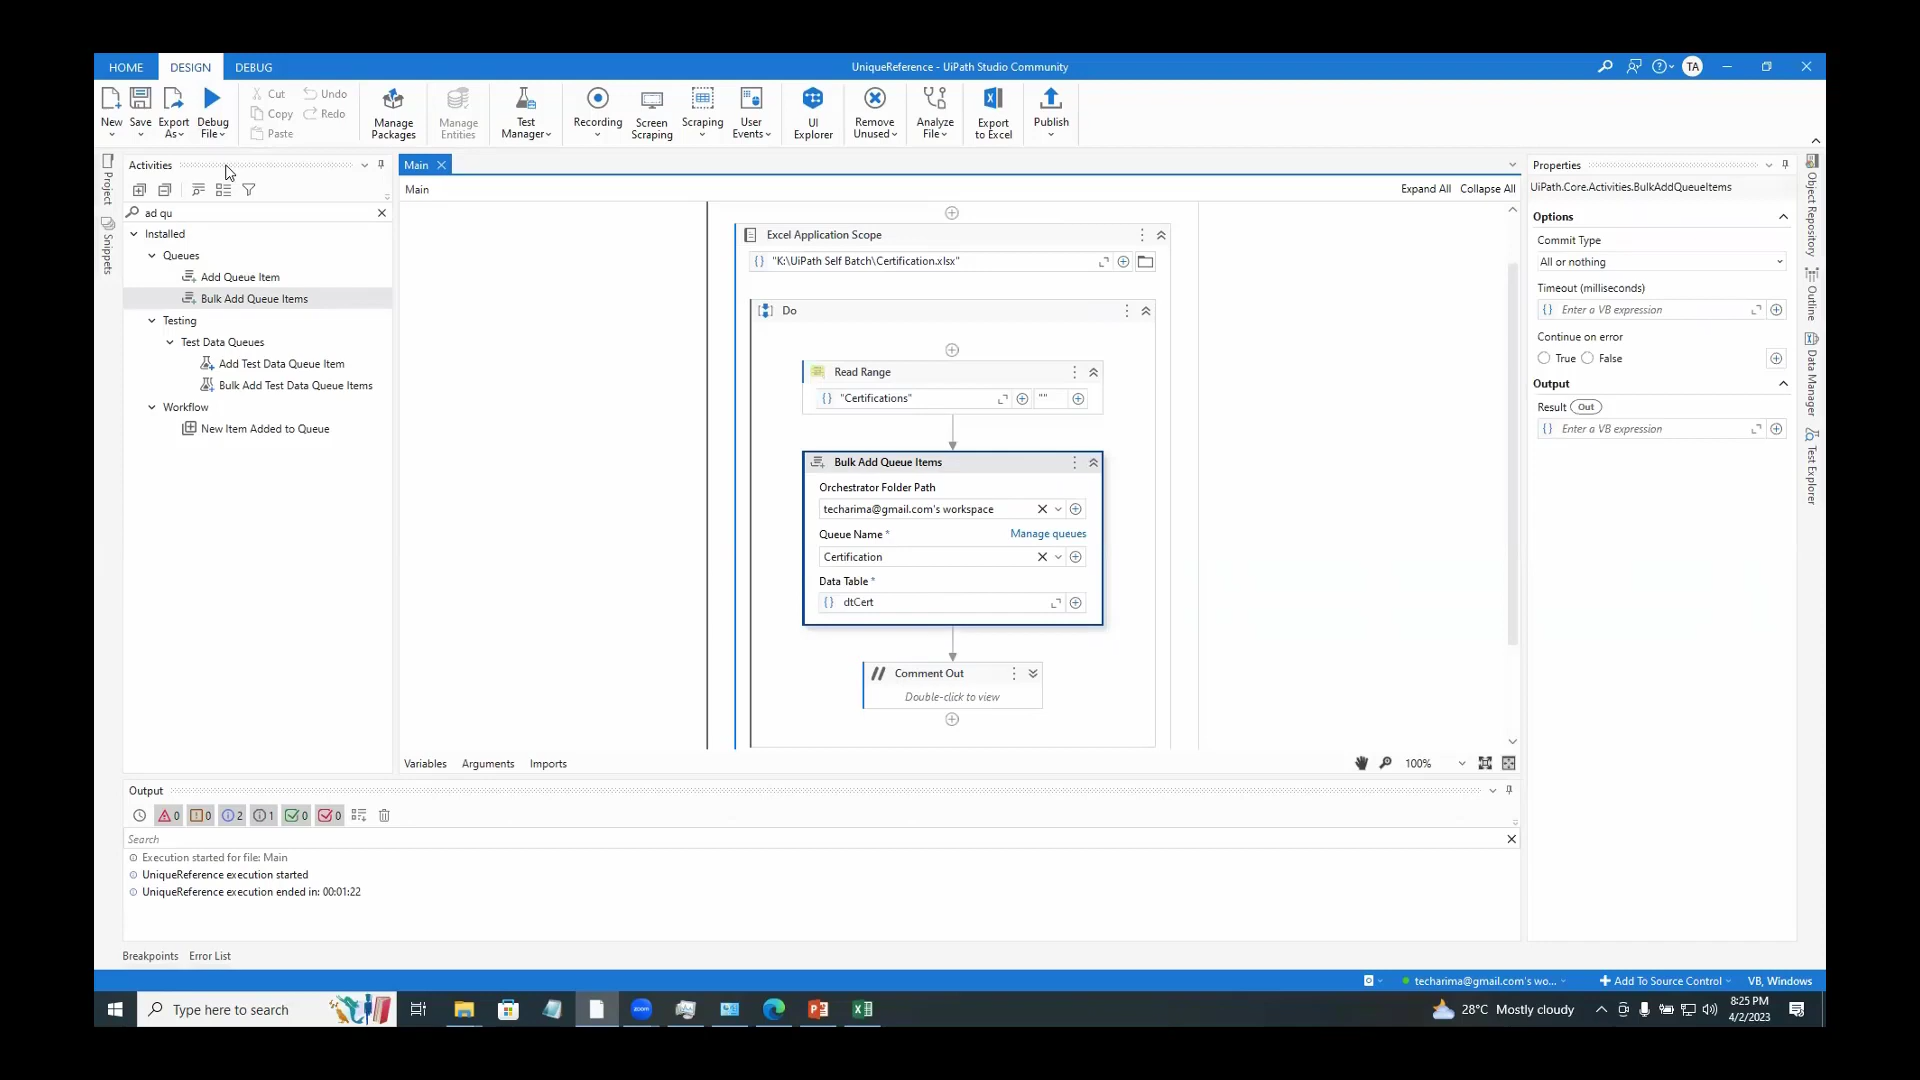 HOME DESIGN DEBUG UniqueReference - UiPath Studio Community TA
New Save Export As Debug File Cut Copy Paste Undo Redo Manage Packages Manage Entities Test Manager Recording Screen Scraping Scraping User Events UI Explorer Remove Unused Analyze File Export to Excel Publish
Project
Snippets
Activities
ad qu
Installed
Queues
Add Queue Item
Bulk Add Queue Items
Testing
Test Data Queues
Add Test Data Queue Item
Bulk Add Test Data Queue Items
Workflow
New Item Added to Queue
Main
Main Expand All Collapse All
Excel Application Scope
"K:\UiPath Self Batch\Certification.xlsx"
Do
Read Range
"Certifications" ""
Bulk Add Queue Items
Orchestrator Folder Path
techarima@gmail.com's workspace
Queue Name * Manage queues
Certification
Data Table *
dtCert
Comment Out
Double-click to view
Variables Arguments Imports 100%
Properties
UiPath.Core.Activities.BulkAddQueueItems
Options
Commit Type
All or nothing
Timeout (milliseconds)
Enter a VB expression
Continue on error
True False
Output
Result Out
Enter a VB expression
Object Repository
Outline
Data Manager
Test Explorer
Output
0 0 2 1 0 0
Search
Execution started for file: Main
UniqueReference execution started
UniqueReference execution ended in: 00:01:22
Breakpoints Error List
techarima@gmail.com's wo... Add To Source Control VB, Windows
Type here to search zoom 28°C Mostly cloudy 8:25 PM
4/2/2023